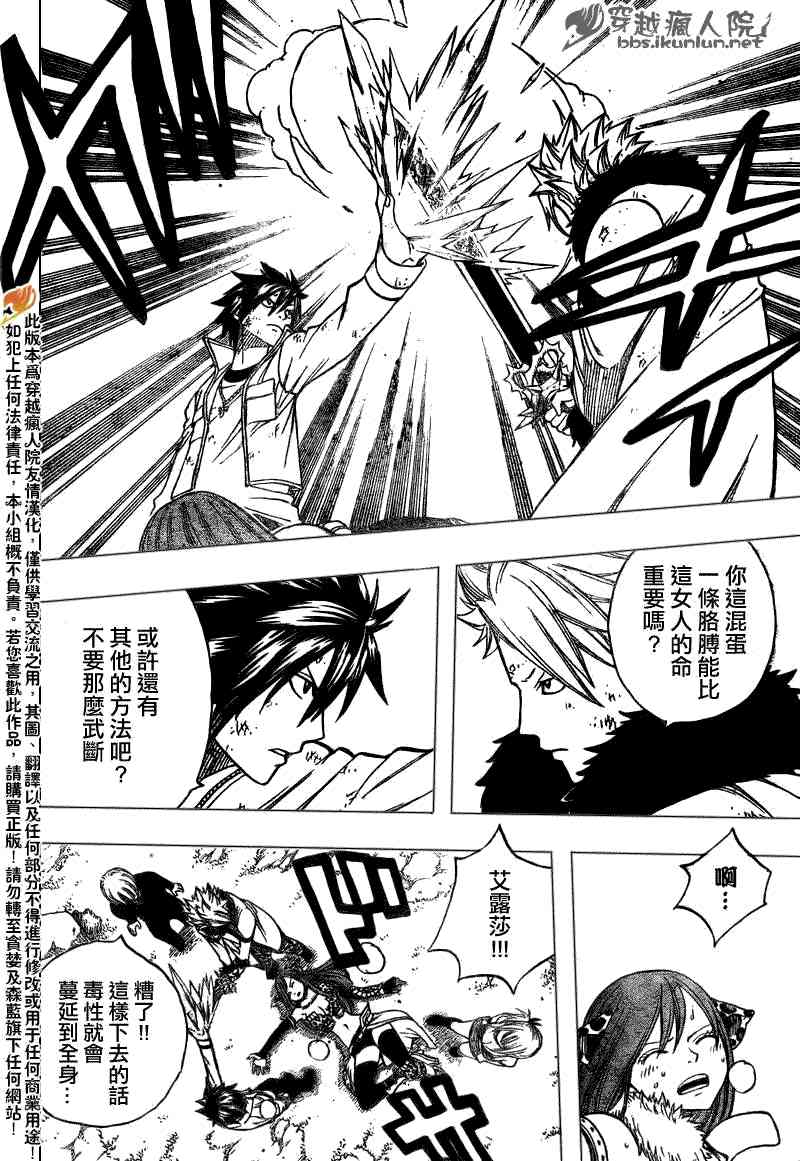 穿越瘋人院
bbs.ikunlun.net
你這混蛋
一條胳膊能比
這女人的命
重要嗎?
或許還有
其他的方法吧?
不要那麼武斷
啊…
艾露莎!!!
糟了!!
這樣下去的話
毒性就會
蔓延到全身…
此版本爲穿越瘋人院友情漢化，僅供學習交流之用，其圖、翻譯以及任何部分不得進行修改或用于任何商業用途！
如犯上任何法律責任，本小組概不負責。若您喜歡此作品，請購買正版！請勿轉至貪婪及森藍旗下任何網站！